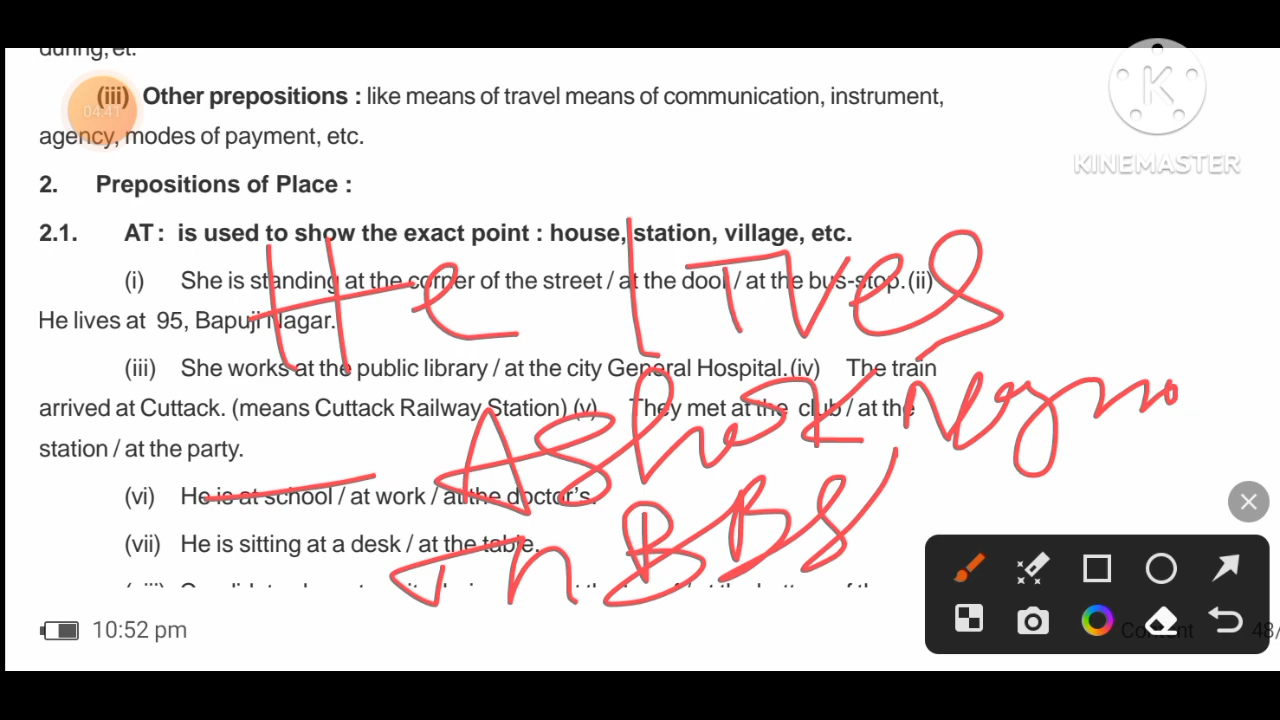 during, et.
(iii) Other prepositions : like means of travel means of communication, instrument,
04:41
agency, modes of payment, etc.
KINEMASTER
2. Prepositions of Place :
2.1. AT : is used to show the exact point : house, station, village, etc.
(i) She is standing at the corner of the street / at the door / at the bus-stop.(ii)
He lives at 95, Bapuji Nagar.
He lives
(iii) She works at the public library / at the city General Hospital.(iv) The train
arrived at Cuttack. (means Cuttack Railway Station) (v) They met at the club / at the
station / at the party.
Ashok
(vi) He is at school / at work / at the doctor's.
(vii) He is sitting at a desk / at the table.
In BBS
10:52 pm
Content 48/